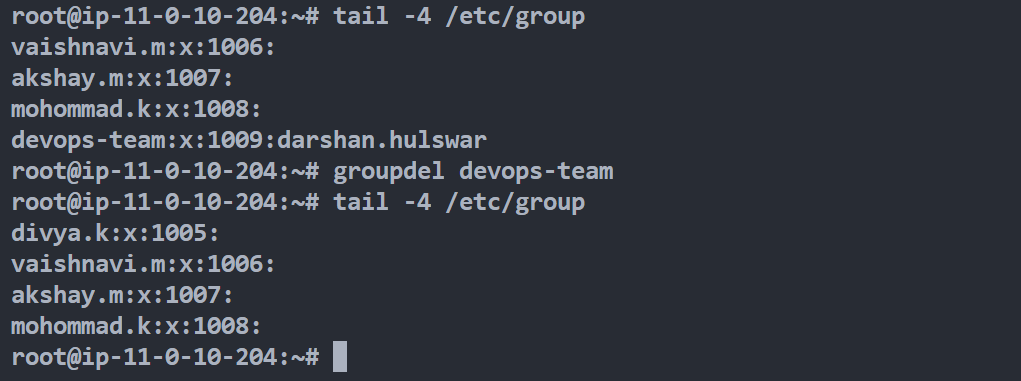 root@ip-11-0-10-204:~# tail -4 /etc/group
vaishnavi.m:x:1006:
akshay.m:x:1007:
mohommad.k:x:1008:
devops-team:x:1009:darshan.hulswar
root@ip-11-0-10-204:~# groupdel devops-team
root@ip-11-0-10-204:~# tail -4 /etc/group
divya.k:x:1005:
vaishnavi.m:x:1006:
akshay.m:x:1007:
mohommad.k:x:1008:
root@ip-11-0-10-204:~#